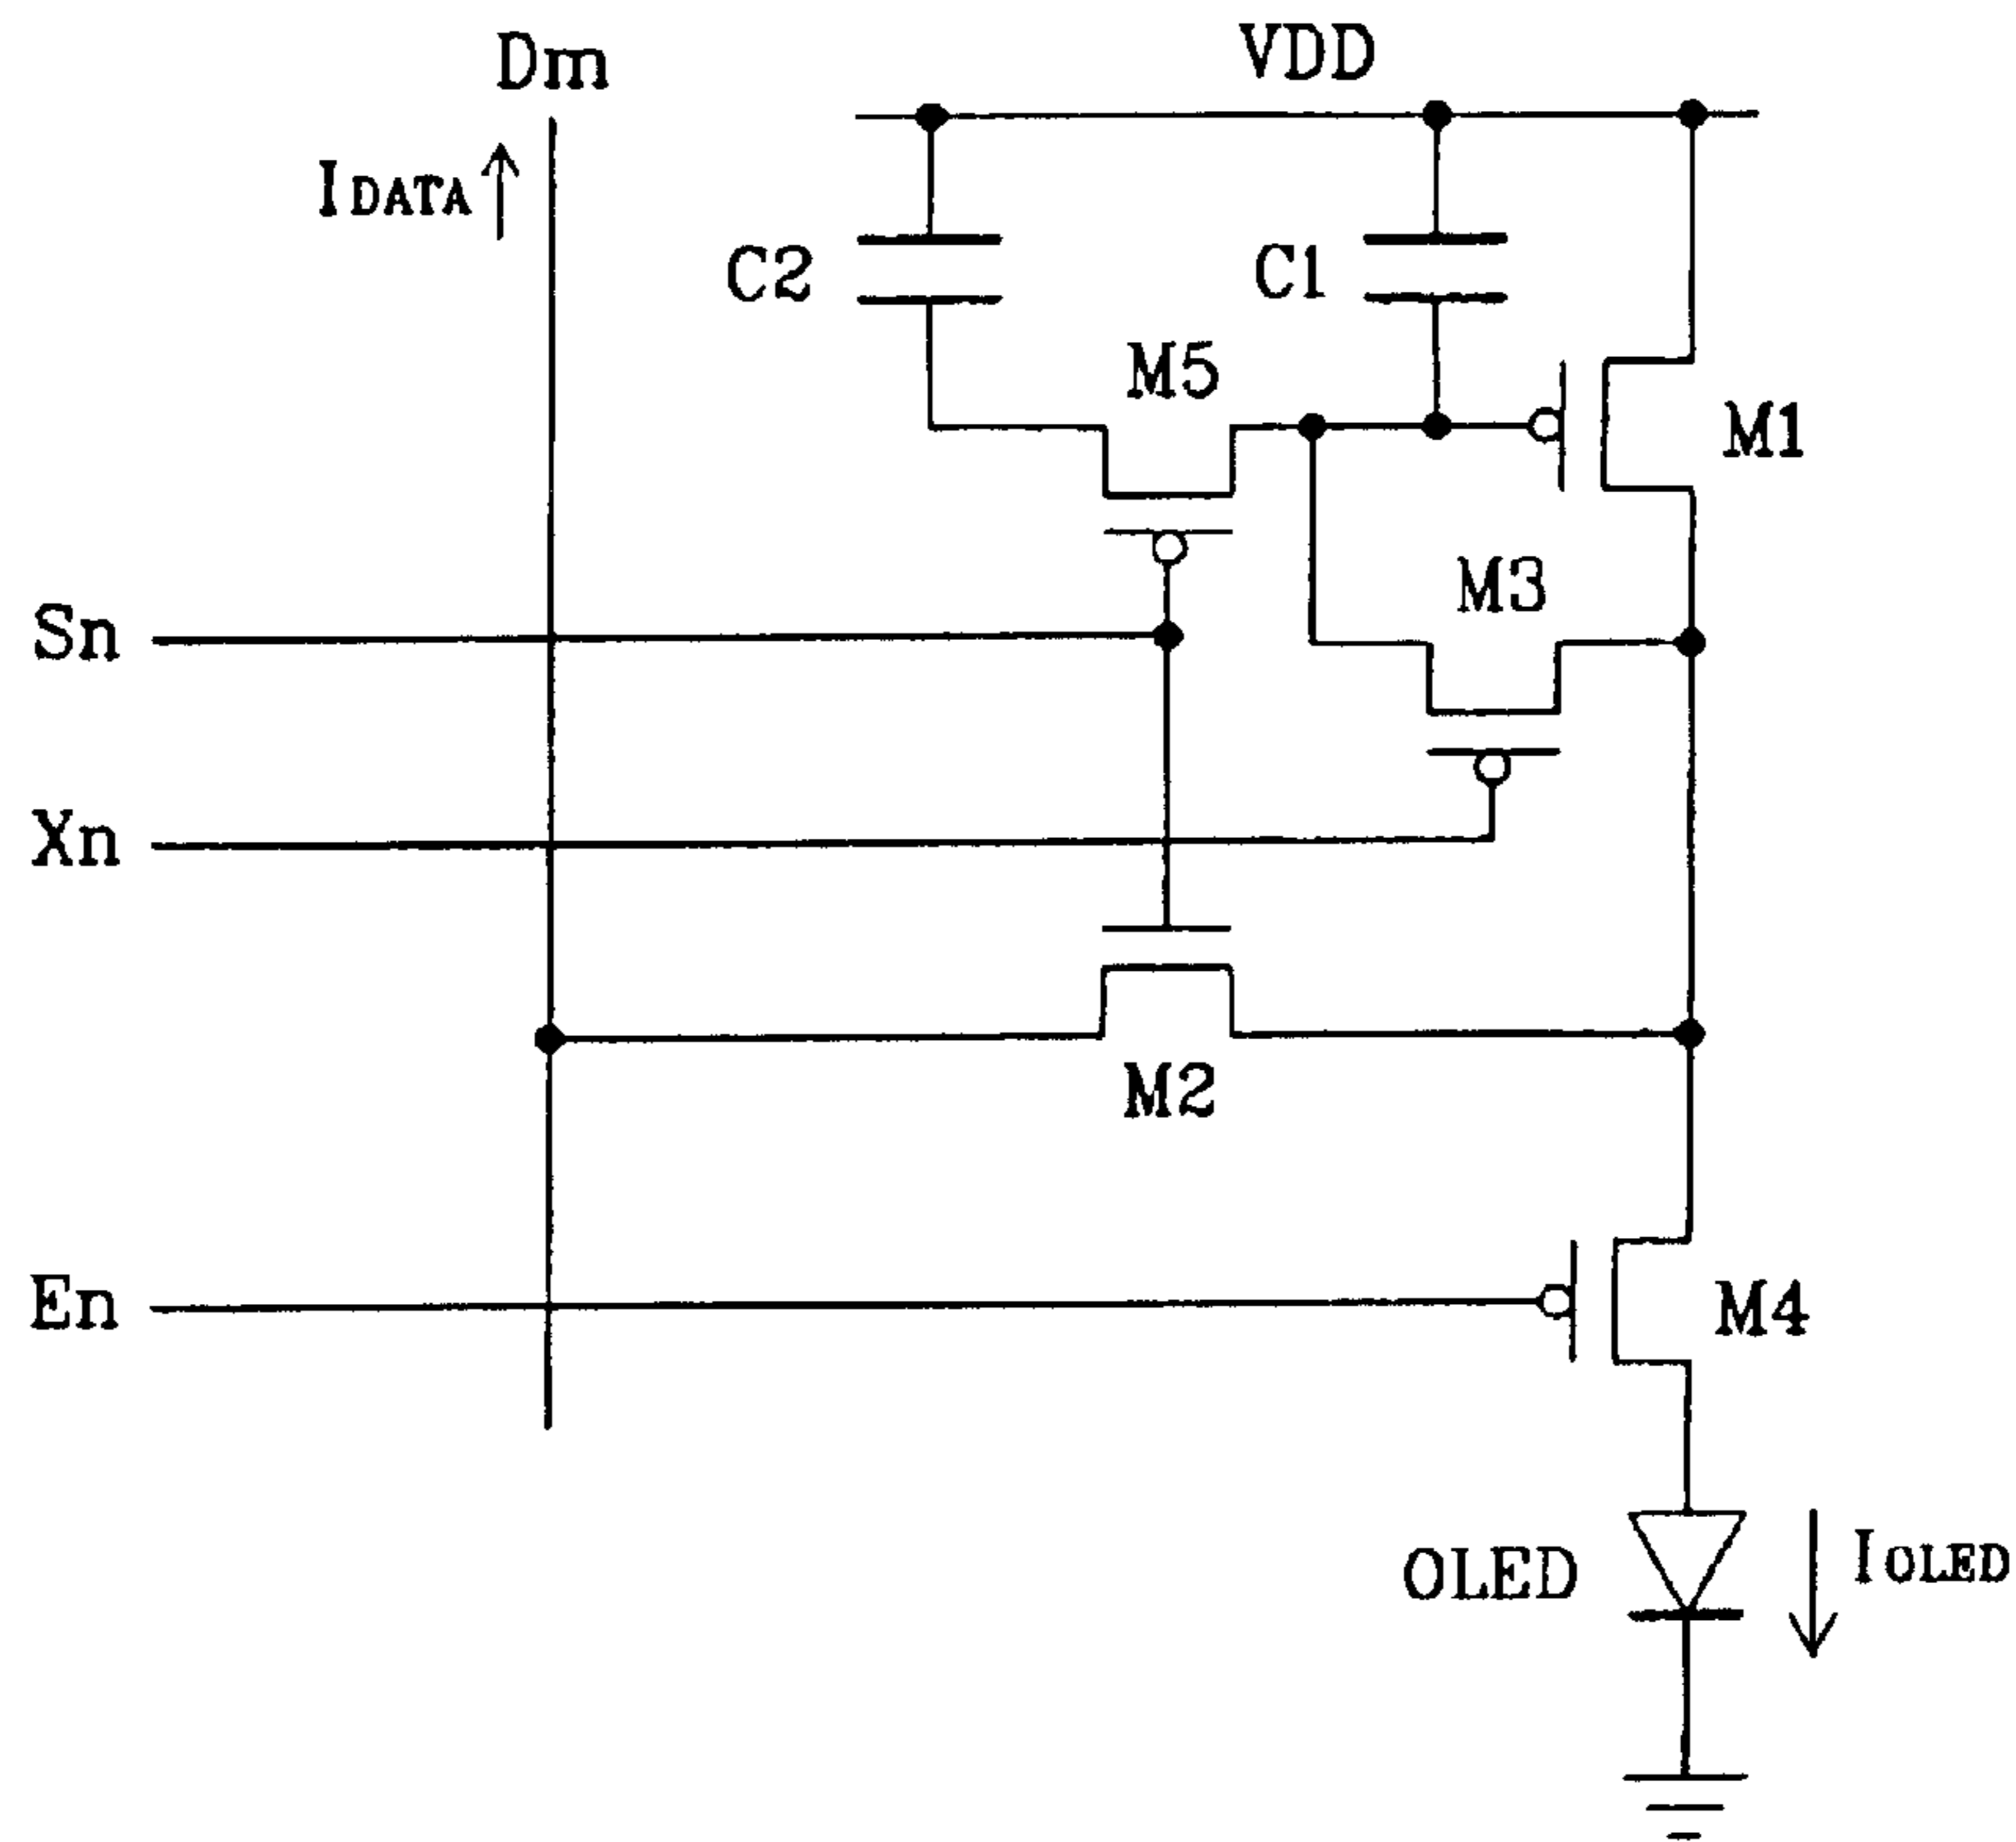 Dm
VDD
IDATA
C2
C1
M5
M1
M3
Sn
Xn
M2
En
M4
OLED
IOLED